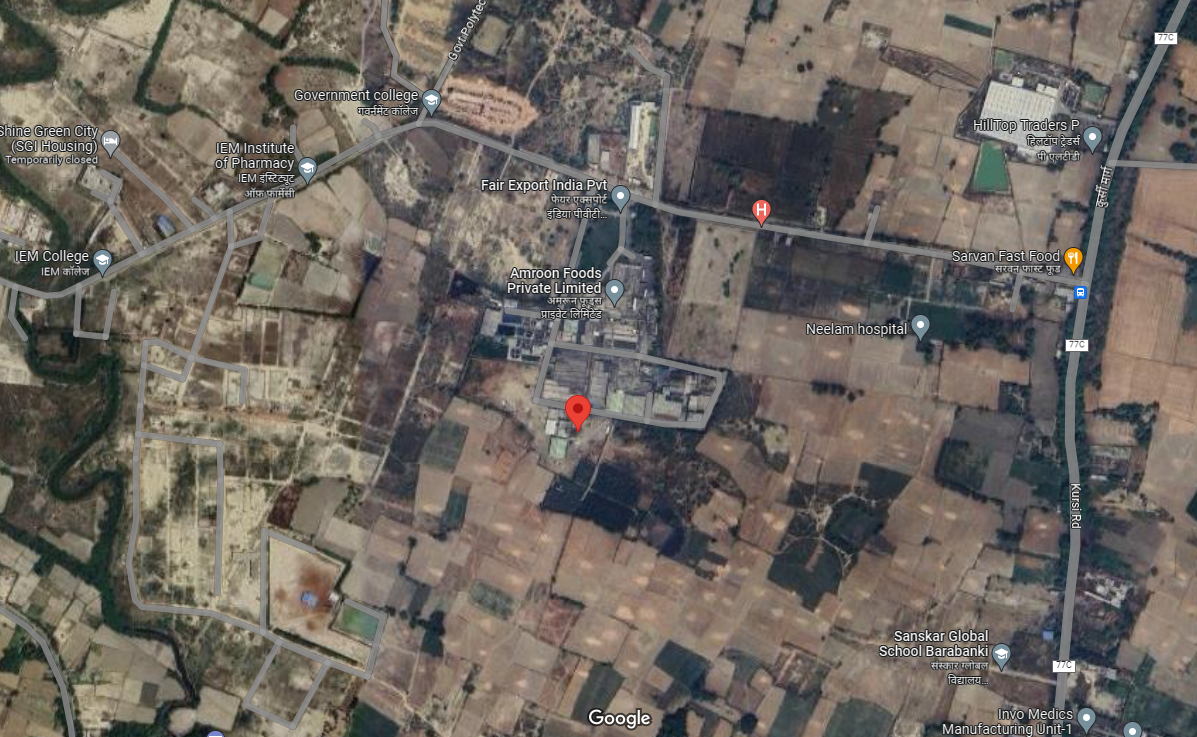 77C
Govt Polytec
Government college
गवर्नमेंट कॉलेज
Shine Green City
(SGI Housing)
Temporarily closed
IEM Institute
of Pharmacy
IEM इंस्टिट्यूट
ऑफ़ फार्मेसी
HillTop Traders P
हिलटॉप ट्रेडर्स
पी एलटीडी
कुर्सी मार्ग
Fair Export India Pvt
फेयर एक्सपोर्ट
इंडिया पीवीटी...
H
IEM College
IEM कॉलेज
Sarvan Fast Food
सरवन फास्ट फूड
Amroon Foods
Private Limited
अमरून फूड्स
प्राइवेट लिमिटेड
Neelam hospital
77C
Kursi Rd
Sanskar Global
School Barabanki
संस्कार ग्लोबल
विद्यालय...
77C
Google
Invo Medics
Manufacturing Unit-1